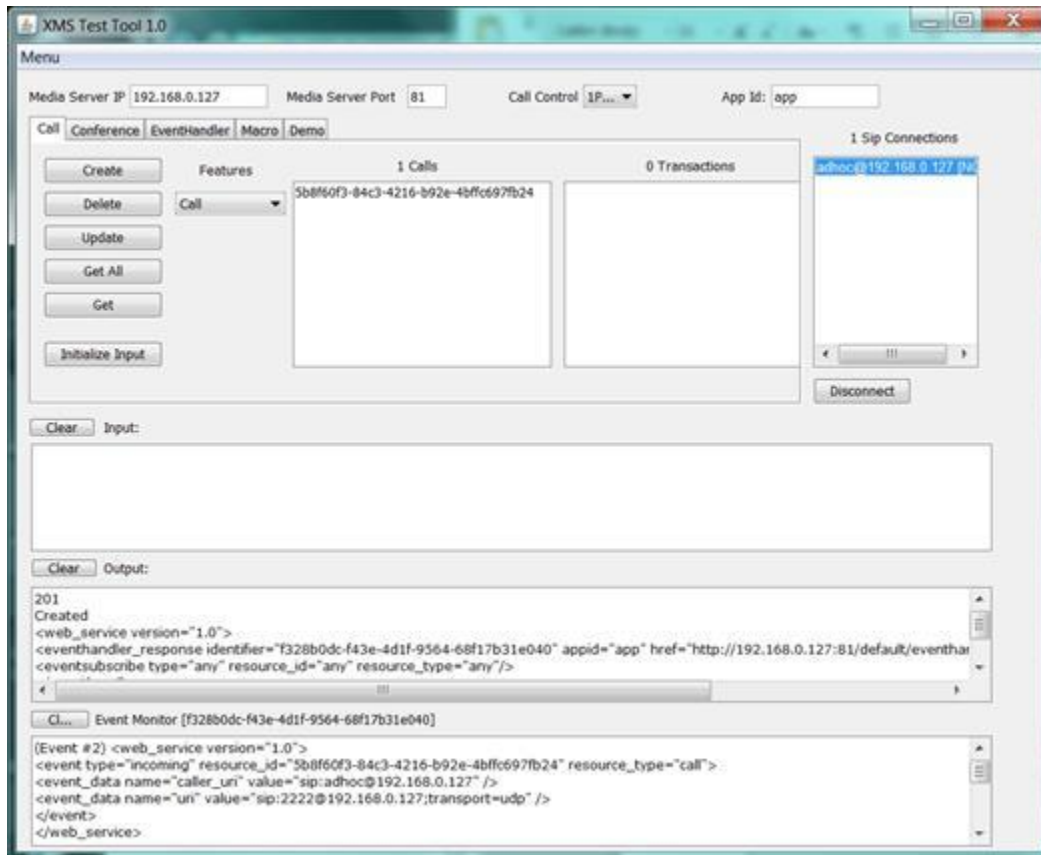 XMS Test Tool 1.0
Menu
Media Server IP 192.168.0.127 Media Server Port 81 Call Control 1P... App Id: app
Call Conference EventHandler Macro Demo
1 Sip Connections
Create Features 1 Calls 0 Transactions
adhoc@192.168.0.127
5b8f60f3-84c3-4216-b92e-4bffc697fb24
Delete Call
Update
Get All
Get
Initialize Input
Disconnect
Clear Input:
Clear Output:
201
Created
<web_service version="1.0">
<eventhandler_response identifier="f328b0dc-f43e-4d1f-9564-68f17b31e040" appid="app" href="http://192.168.0.127:81/default/eventhar
<eventsubscribe type="any" resource_id="any" resource_type="any"/>
Cl... Event Monitor [f328b0dc-f43e-4d1f-9564-68f17b31e040]
(Event #2) <web_service version="1.0">
<event type="incoming" resource_id="5b8f60f3-84c3-4216-b92e-4bffc697fb24" resource_type="call">
<event_data name="caller_uri" value="sip:adhoc@192.168.0.127" />
<event_data name="uri" value="sip:2222@192.168.0.127;transport=udp" />
</event>
</web_service>